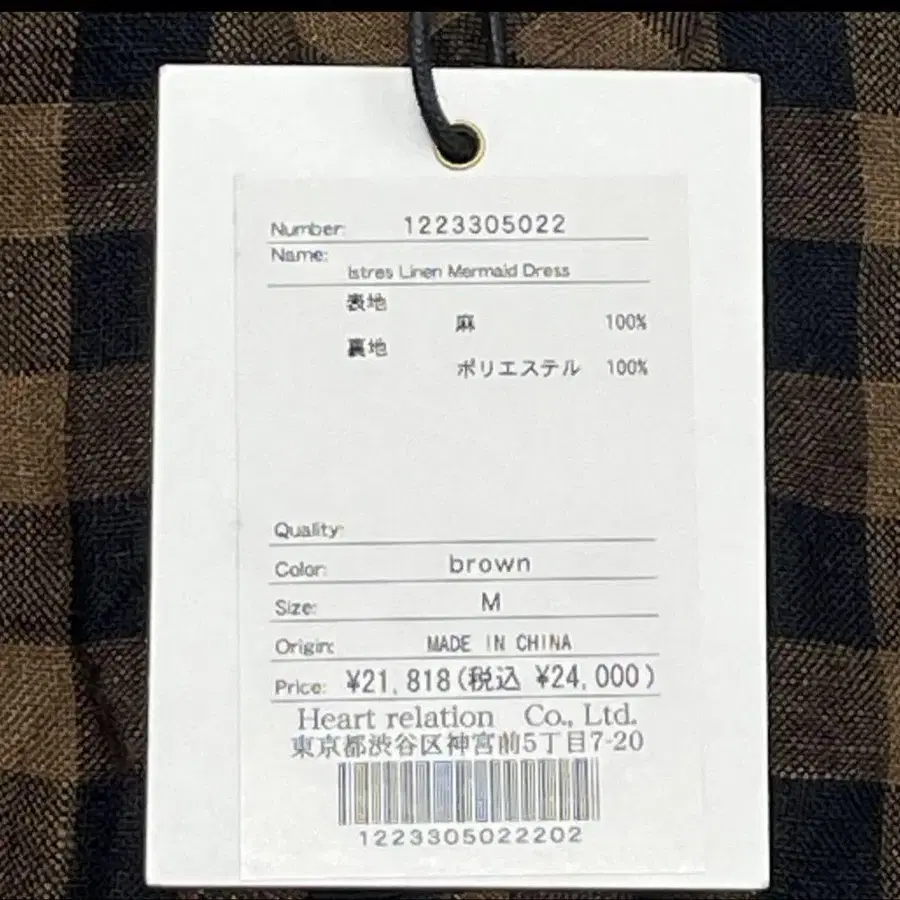 Number: 1223305022
Name:
Istres Linen Mermaid Dress
表地
麻 100%
裏地
ポリエステル 100%
Quality:
Color: brown
Size: M
Origin: MADE IN CHINA
Price: ¥21,818(税込 ¥24,000)
Heart relation Co., Ltd.
東京都渋谷区神宮前5丁目7-20
1223305022202